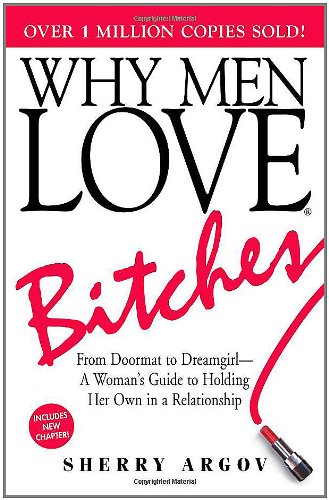 OVER 1 MILLION COPIES SOLD!
WHY MEN
LOVE®
Bitches
From Doormat to Dreamgirl—
A Woman's Guide to Holding
Her Own in a Relationship
INCLUDES
NEW
CHAPTER!
SHERRY ARGOV